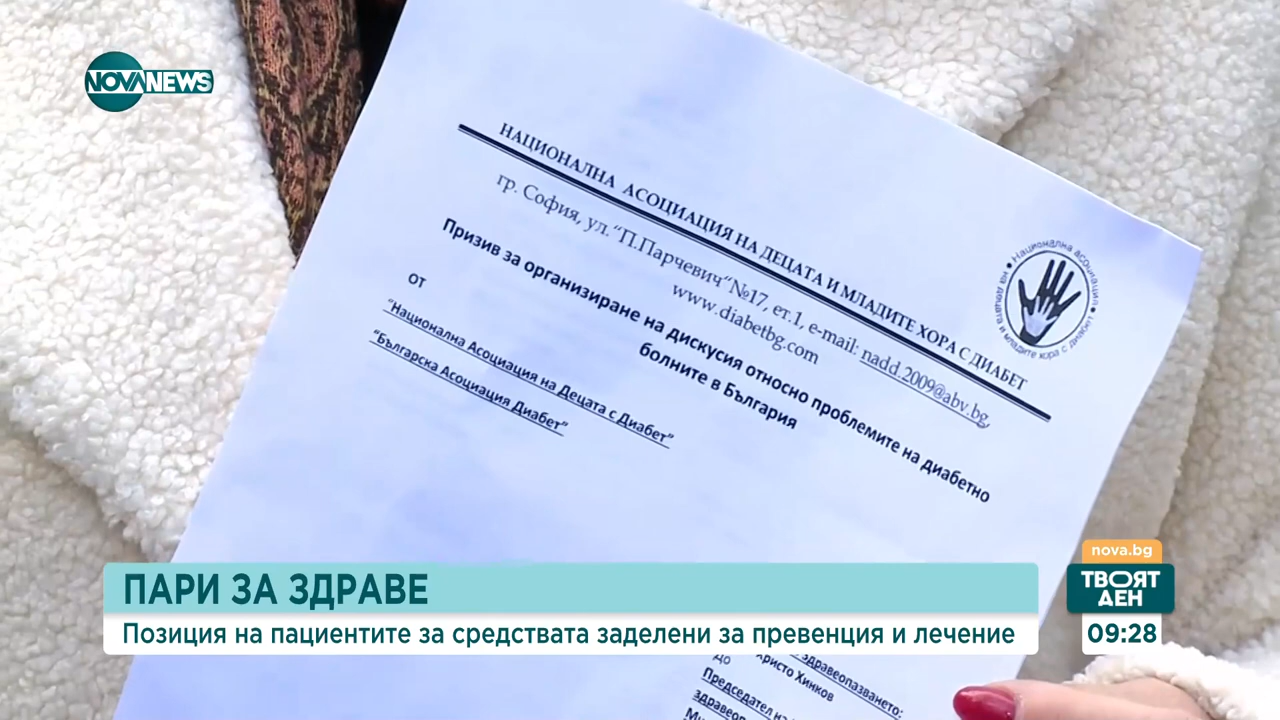 NOVA NEWS
НАЦИОНАЛНА АСОЦИАЦИЯ НА ДЕЦАТА И МЛАДИТЕ ХОРА С ДИАБЕТ
гр. София, ул. "П.Парчевич"№17, ет.1, e-mail: nadd.2009@abv.bg,
www.diabetbg.com
Национална асоциация
на децата и младите хора с диабет
Призив за организиране на дискусия относно проблемите на диабетно
болните в България
от
"Национална Асоциация на Децата с Диабет"
"Българска Асоциация Диабет"
здравеопазването:
Христо Хинков
До
Председател на
ПАРИ ЗА ЗДРАВЕ
Позиция на пациентите за средствата заделени за превенция и лечение
nova.bg
ТВОЯТ
ДЕН
09:28